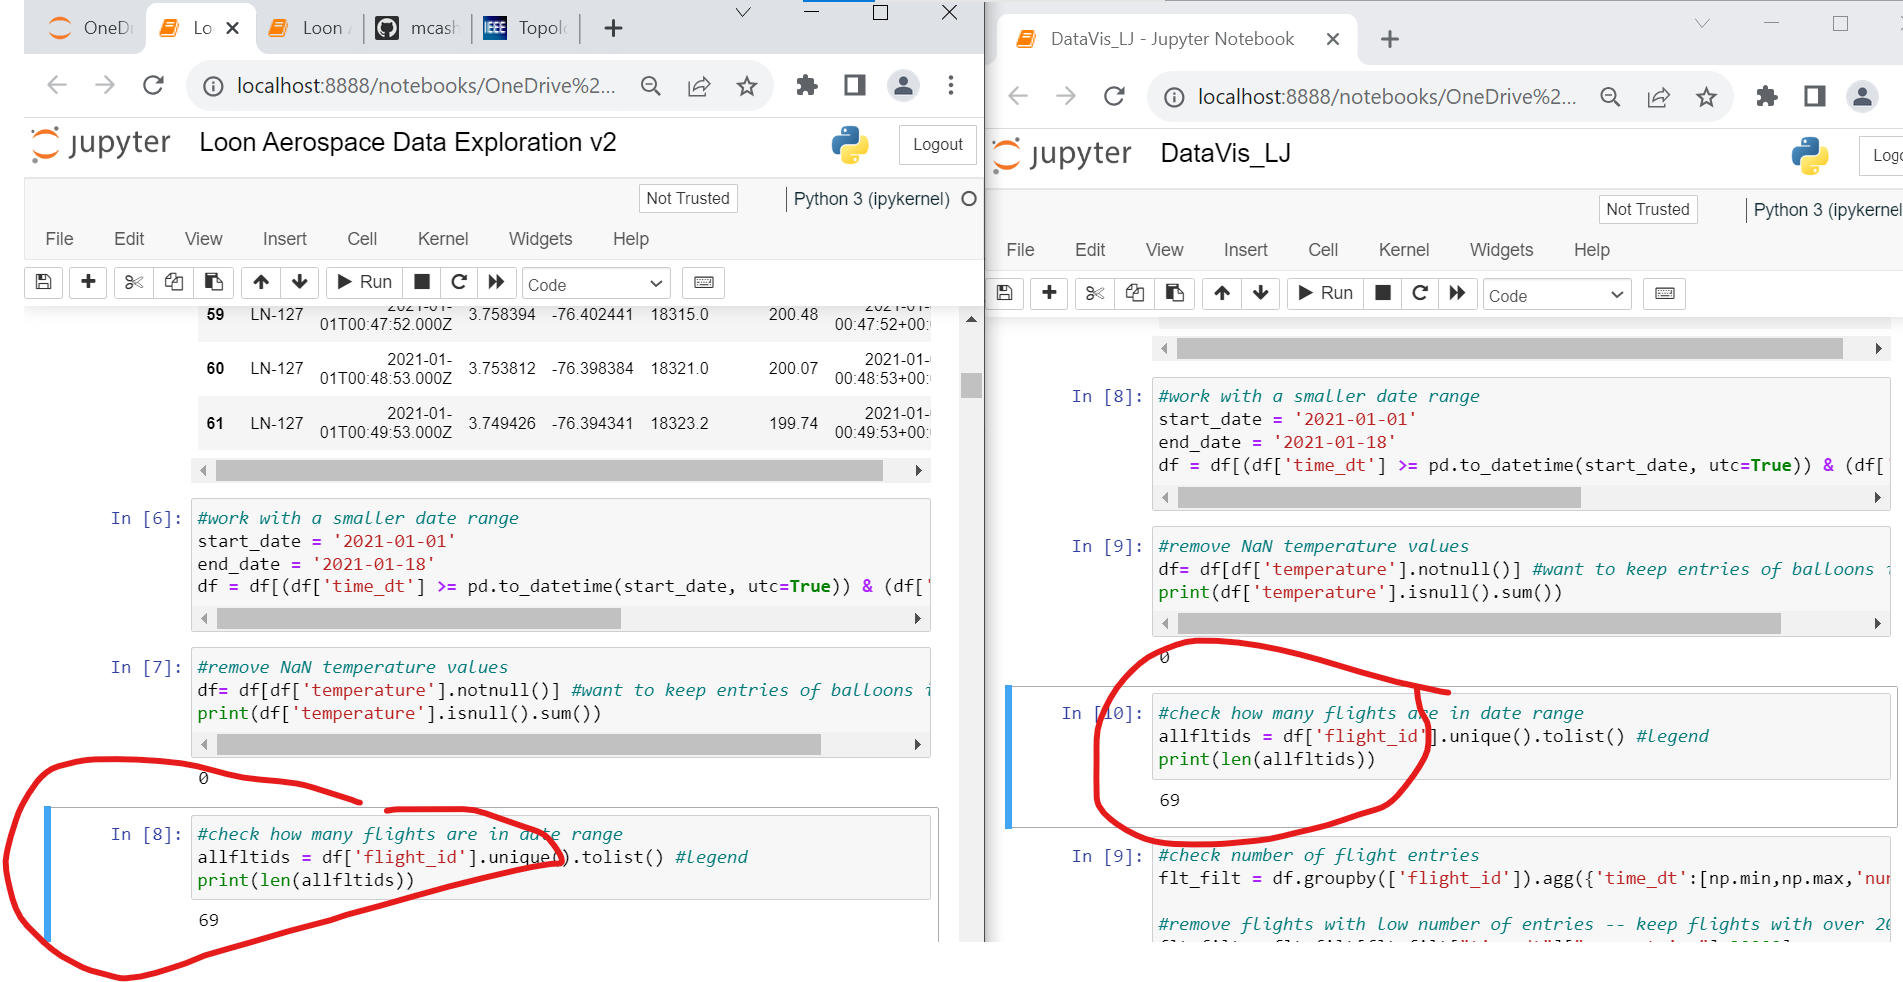 OneD
Lo
Loon
mcash
IEEE
Topol
localhost:8888/notebooks/OneDrive%2...
jupyter
Loon Aerospace Data Exploration v2
Logout
Not Trusted
Python 3 (ipykernel)
File Edit View Insert Cell Kernel Widgets Help
Run
Code
59 LN-127 01T00:47:52.000Z 3.758394 -76.402441 18315.0 200.48 00:47:52+00:
2021-01- 2021-01-
60 LN-127 01T00:48:53.000Z 3.753812 -76.398384 18321.0 200.07 00:48:53+00:
2021-01- 2021-01-
61 LN-127 01T00:49:53.000Z 3.749426 -76.394341 18323.2 199.74 00:49:53+00:
In [6]:
#work with a smaller date range
start_date = '2021-01-01'
end_date = '2021-01-18'
df = df[(df['time_dt'] >= pd.to_datetime(start_date, utc=True)) & (df['
In [7]:
#remove NaN temperature values
df= df[df['temperature'].notnull()] #want to keep entries of balloons i
print(df['temperature'].isnull().sum())
0
In [8]:
#check how many flights are in date range
allfltids = df['flight_id'].unique().tolist() #legend
print(len(allfltids))
69
DataVis_LJ - Jupyter Notebook
localhost:8888/notebooks/OneDrive%2...
jupyter
DataVis_LJ
Logo
Not Trusted
Python 3 (ipykernel
File Edit View Insert Cell Kernel Widgets Help
Run
Code
In [8]:
#work with a smaller date range
start_date = '2021-01-01'
end_date = '2021-01-18'
df = df[(df['time_dt'] >= pd.to_datetime(start_date, utc=True)) & (df['
In [9]:
#remove NaN temperature values
df= df[df['temperature'].notnull()] #want to keep entries of balloons i
print(df['temperature'].isnull().sum())
0
In [10]:
#check how many flights are in date range
allfltids = df['flight_id'].unique().tolist() #legend
print(len(allfltids))
69
In [9]:
#check number of flight entries
flt_filt = df.groupby(['flight_id']).agg({'time_dt':[np.min,np.max,'nu
#remove flights with low number of entries -- keep flights with over 20